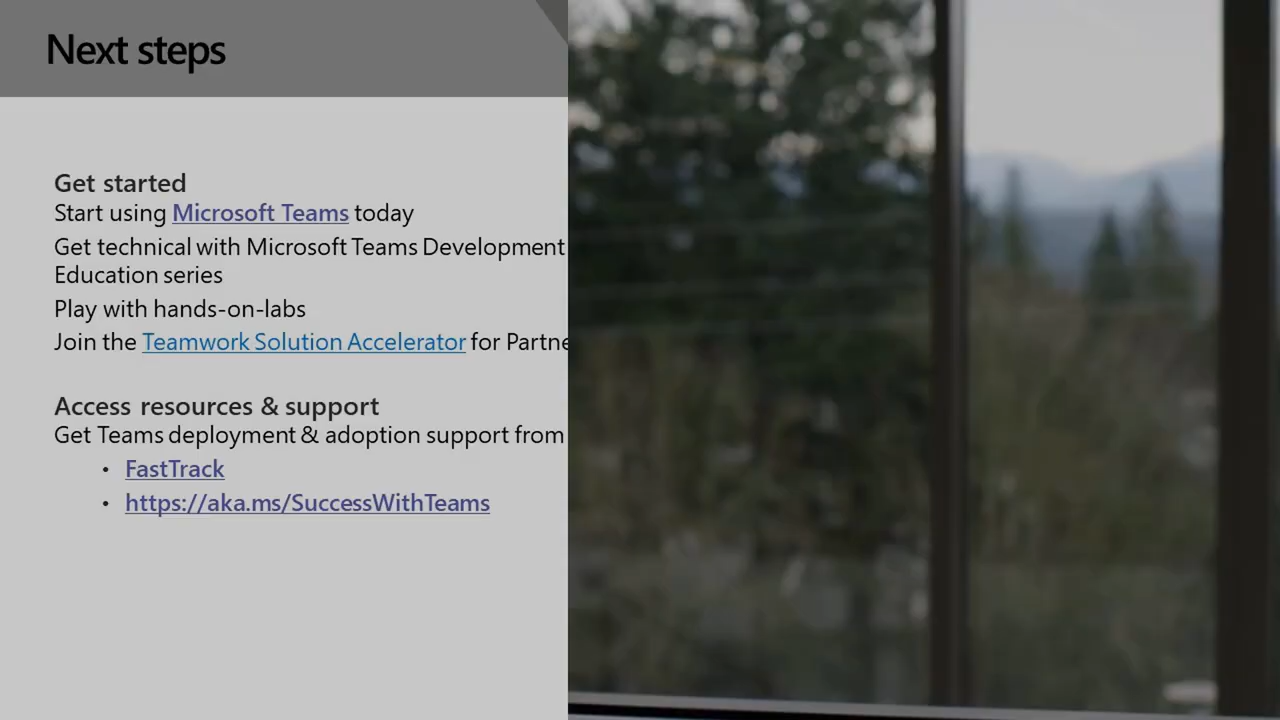 Next steps
Get started
Start using Microsoft Teams today
Get technical with Microsoft Teams Development
Education series
Play with hands-on-labs
Join the Teamwork Solution Accelerator for Partne
Access resources & support
Get Teams deployment & adoption support from
• FastTrack
• https://aka.ms/SuccessWithTeams